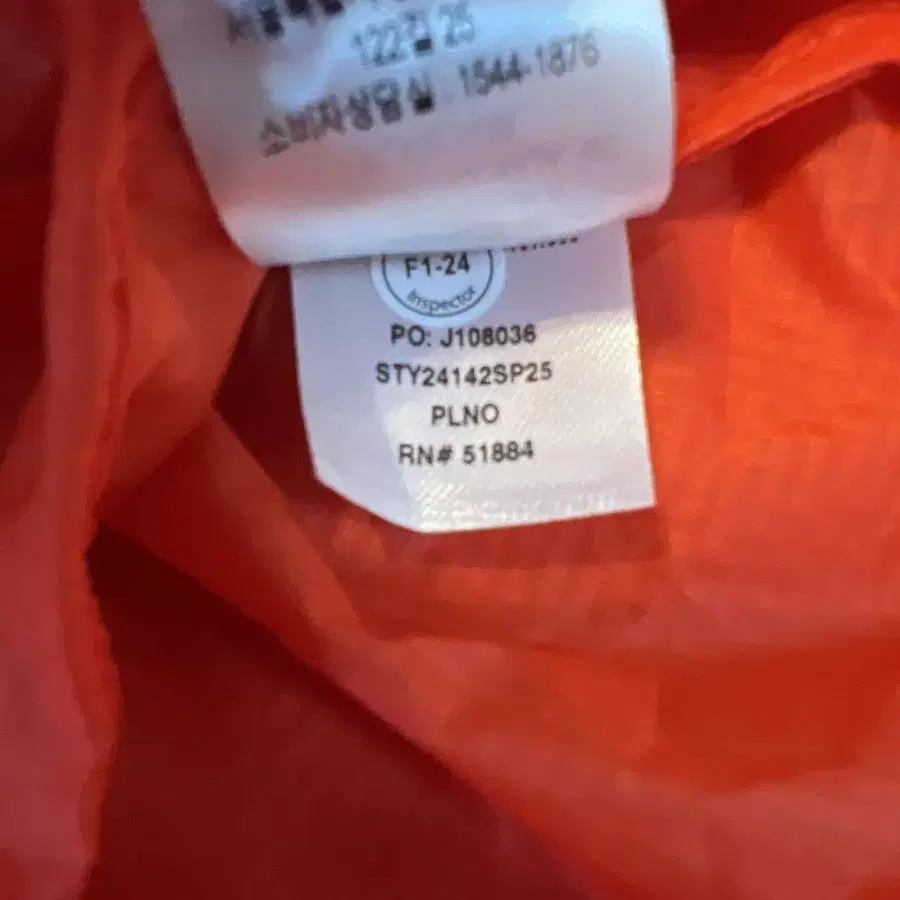 122길 25
소비자상담실 : 1544-1876
F1-24
Inspector
PO: J108036
STY24142SP25
PLNO
RN# 51884